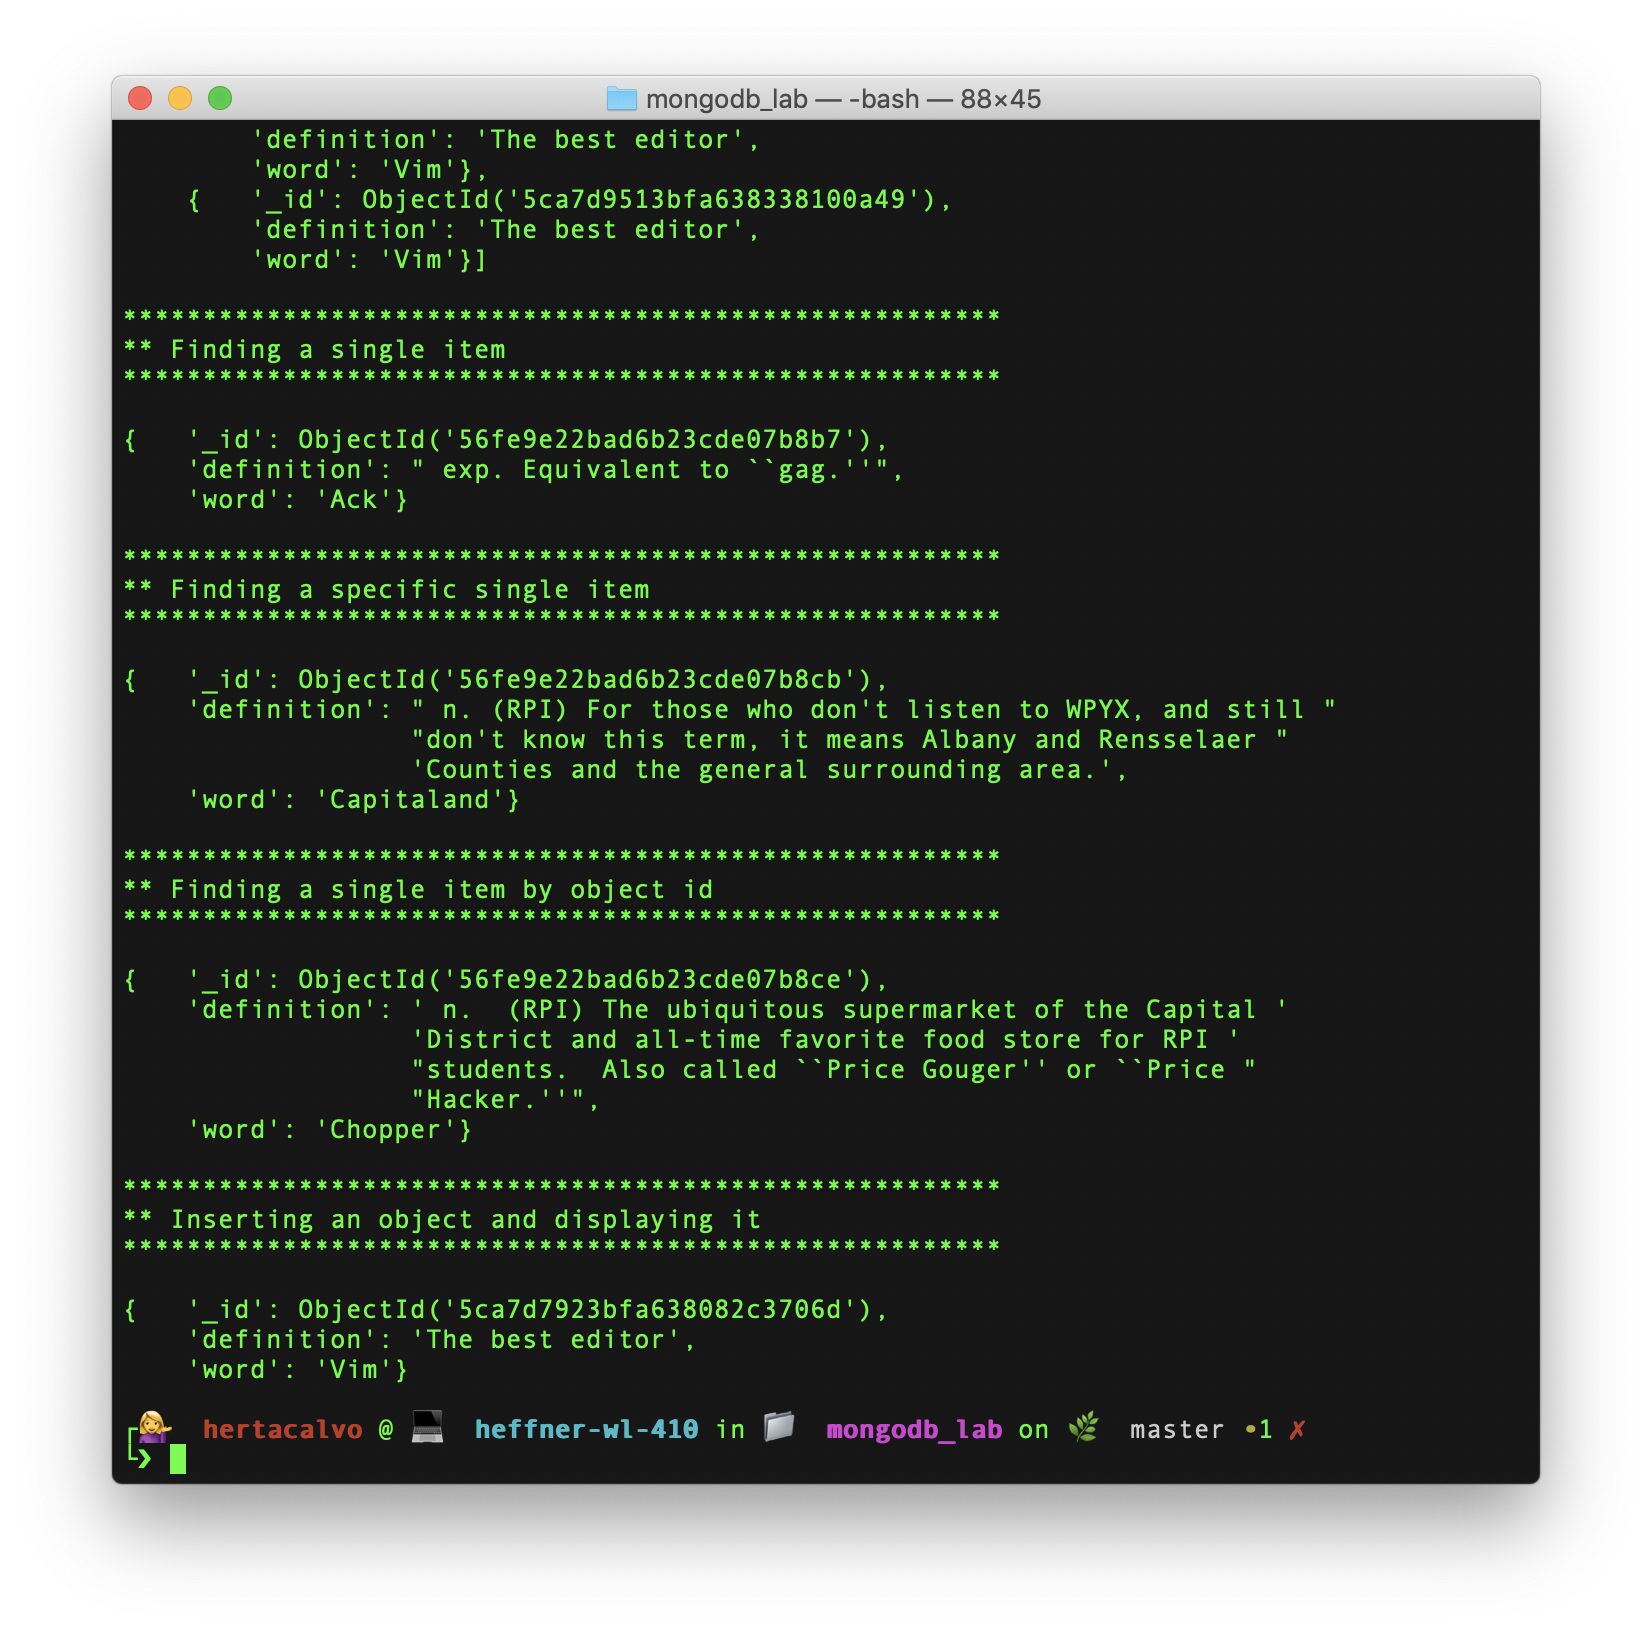 mongodb_lab — -bash — 88×45
        'definition': 'The best editor',
        'word': 'Vim'},
    {   '_id': ObjectId('5ca7d9513bfa638338100a49'),
        'definition': 'The best editor',
        'word': 'Vim'}]
*******************************************************
** Finding a single item
*******************************************************
{   '_id': ObjectId('56fe9e22bad6b23cde07b8b7'),
    'definition': " exp. Equivalent to ``gag.''",
    'word': 'Ack'}
*******************************************************
** Finding a specific single item
*******************************************************
{   '_id': ObjectId('56fe9e22bad6b23cde07b8cb'),
    'definition': " n. (RPI) For those who don't listen to WPYX, and still "
                  "don't know this term, it means Albany and Rensselaer "
                  'Counties and the general surrounding area.',
    'word': 'Capitaland'}
*******************************************************
** Finding a single item by object id
*******************************************************
{   '_id': ObjectId('56fe9e22bad6b23cde07b8ce'),
    'definition': ' n.  (RPI) The ubiquitous supermarket of the Capital '
                  'District and all-time favorite food store for RPI '
                  "students.  Also called ``Price Gouger'' or ``Price "
                  "Hacker.''",
    'word': 'Chopper'}
*******************************************************
** Inserting an object and displaying it
*******************************************************
{   '_id': ObjectId('5ca7d7923bfa638082c3706d'),
    'definition': 'The best editor',
    'word': 'Vim'}
┌💁‍♀️  hertacalvo @ 💻  heffner-wl-410 in 📁  mongodb_lab on 🌿  master •1 ✗
└❯